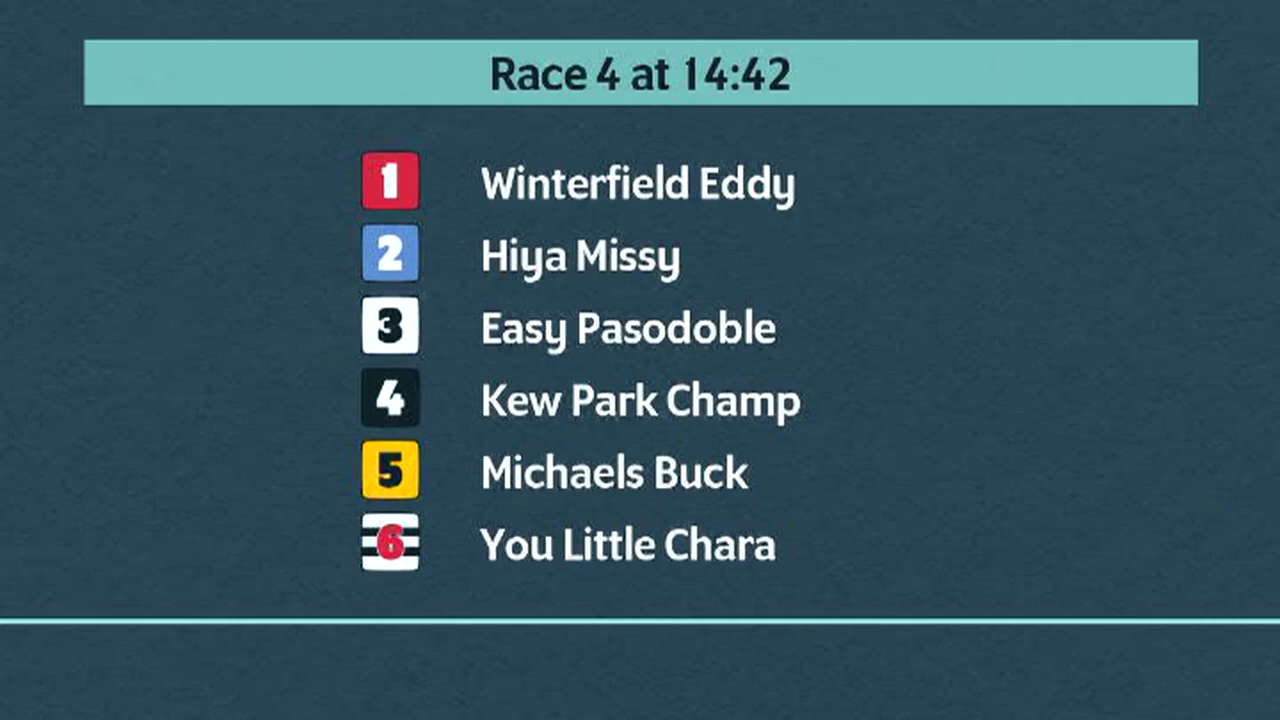 Race 4 at 14:42
1 Winterfield Eddy
2 Hiya Missy
3 Easy Pasodoble
4 Kew Park Champ
5 Michaels Buck
6 You Little Chara